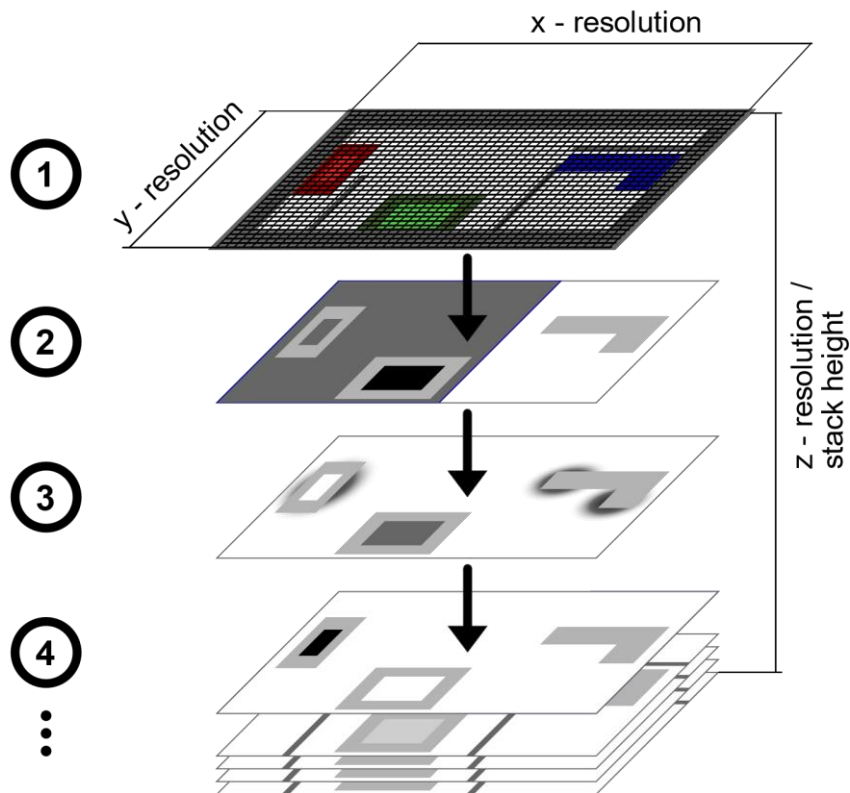 x - resolution
y - resolution
1
2
z - resolution /
stack height
3
4